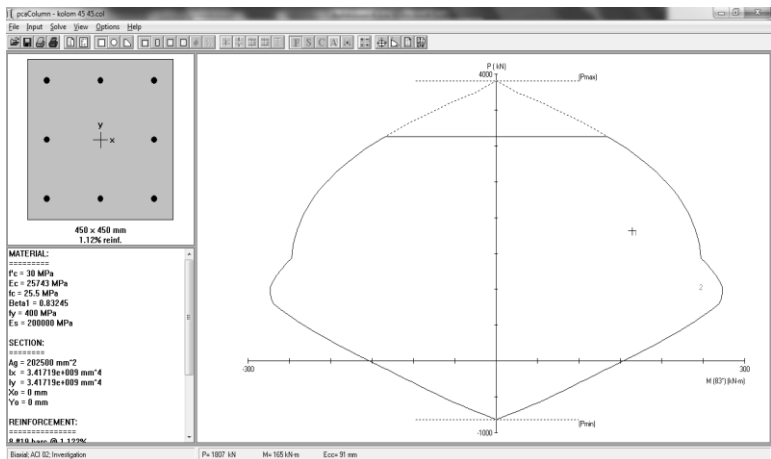 pcaColumn - kolom 45 45.col
File Input Solve View Options Help
y
x
450 x 450 mm
1.12% reinf.
MATERIAL:
=========
f'c = 30 MPa
Ec = 25743 MPa
fc = 25.5 MPa
Beta1 = 0.83245
fy = 400 MPa
Es = 200000 MPa
SECTION:
========
Ag = 202500 mm^2
Ix = 3.41719e+009 mm^4
Iy = 3.41719e+009 mm^4
Xo = 0 mm
Yo = 0 mm
REINFORCEMENT:
===============
8 #19 bars @ 1.122%
P ( kN)
4000
(Pmax)
1
2
-300
300
M (83°) (kN-m)
(Pmin)
-1000
Biaxial; ACI 02; Investigation
P= 1807 kN M= 165 kN-m Ecc= 91 mm